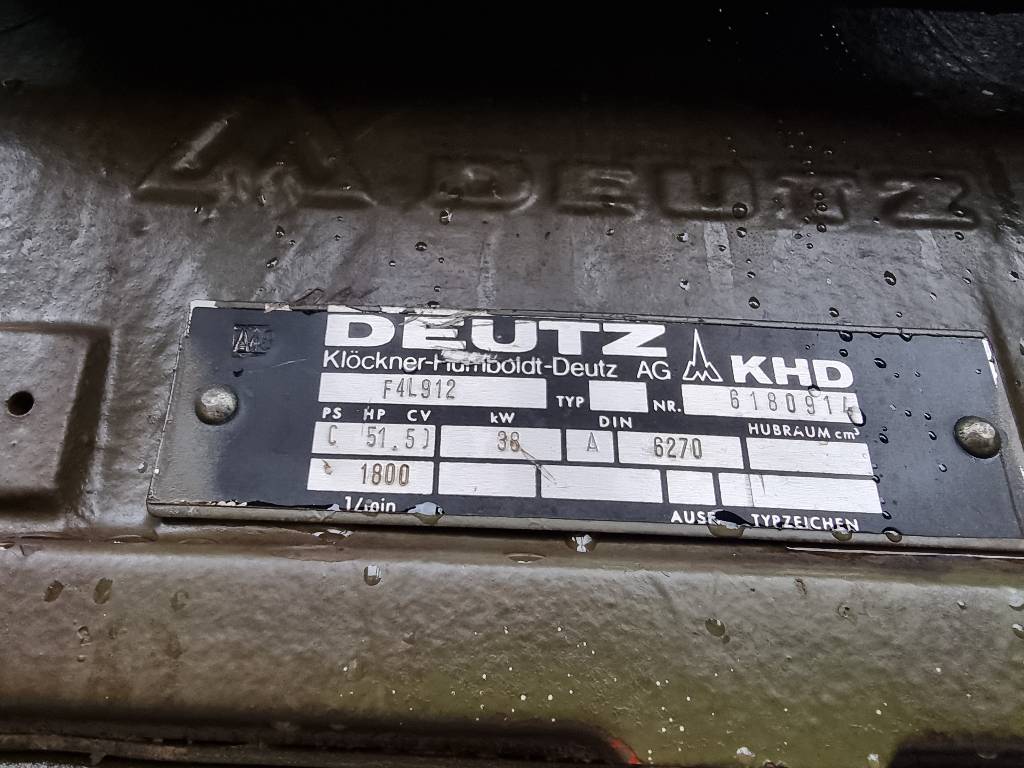 DEUTZ
DEUTZ KHD
Klöckner-Humboldt-Deutz AG
F4L912 TYP NR. 6180914
PS HP CV kW DIN HUBRAUM cm³
( 51.5) 38 A 6270
1800
1/min AUSF TYPZEICHEN